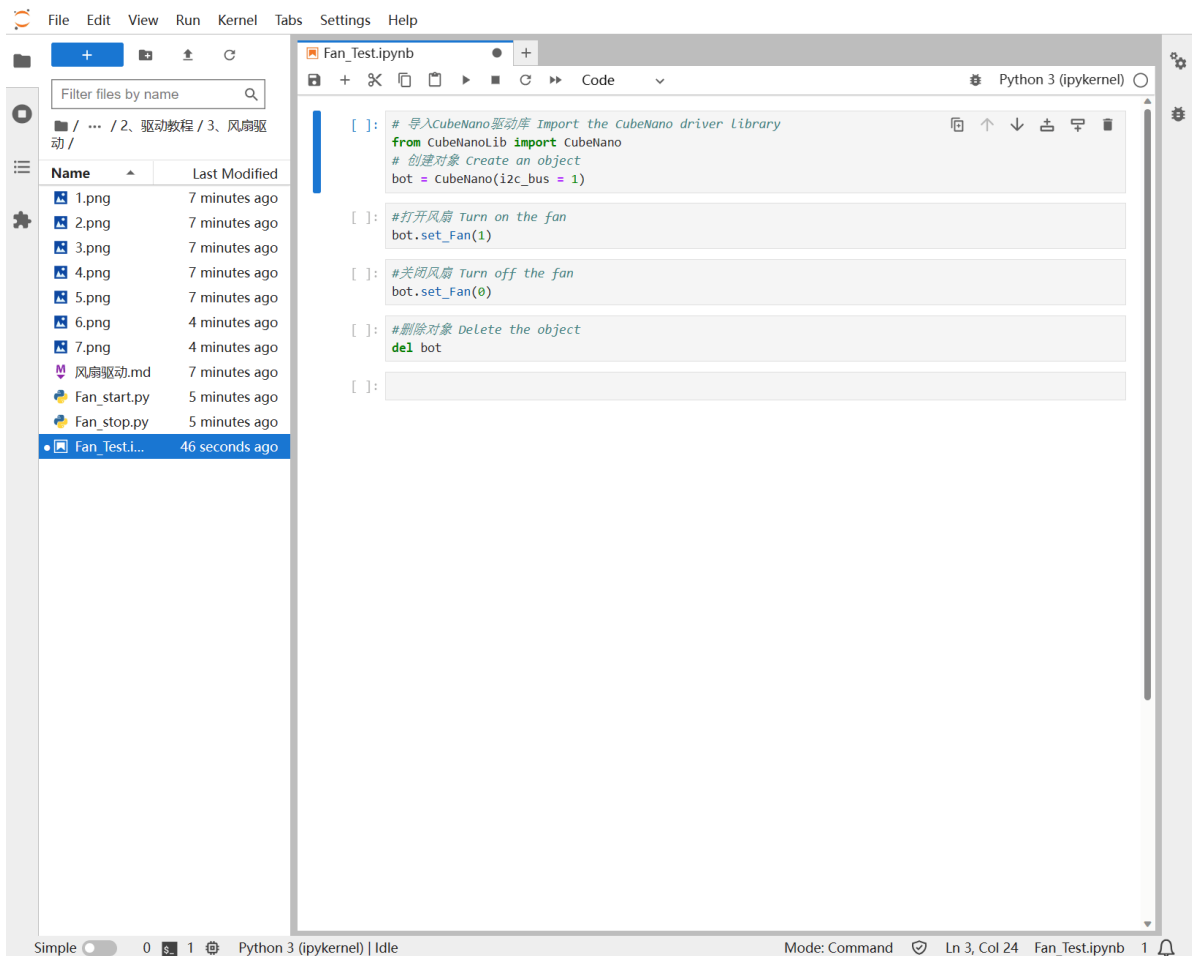 File Edit View Run Kernel Tabs Settings Help
+
Filter files by name
/ ··· / 2、驱动教程 / 3、风扇驱
动 /
Name Last Modified
1.png 7 minutes ago
2.png 7 minutes ago
3.png 7 minutes ago
4.png 7 minutes ago
5.png 7 minutes ago
6.png 4 minutes ago
7.png 4 minutes ago
风扇驱动.md 7 minutes ago
Fan_start.py 5 minutes ago
Fan_stop.py 5 minutes ago
Fan_Test.i... 46 seconds ago
Fan_Test.ipynb
Code Python 3 (ipykernel)
[ ]: # 导入CubeNano驱动库 Import the CubeNano driver library
from CubeNanoLib import CubeNano
# 创建对象 Create an object
bot = CubeNano(i2c_bus = 1)
[ ]: #打开风扇 Turn on the fan
bot.set_Fan(1)
[ ]: #关闭风扇 Turn off the fan
bot.set_Fan(0)
[ ]: #删除对象 Delete the object
del bot
[ ]:
Simple 0 $_ 1 Python 3 (ipykernel) | Idle Mode: Command Ln 3, Col 24 Fan_Test.ipynb 1